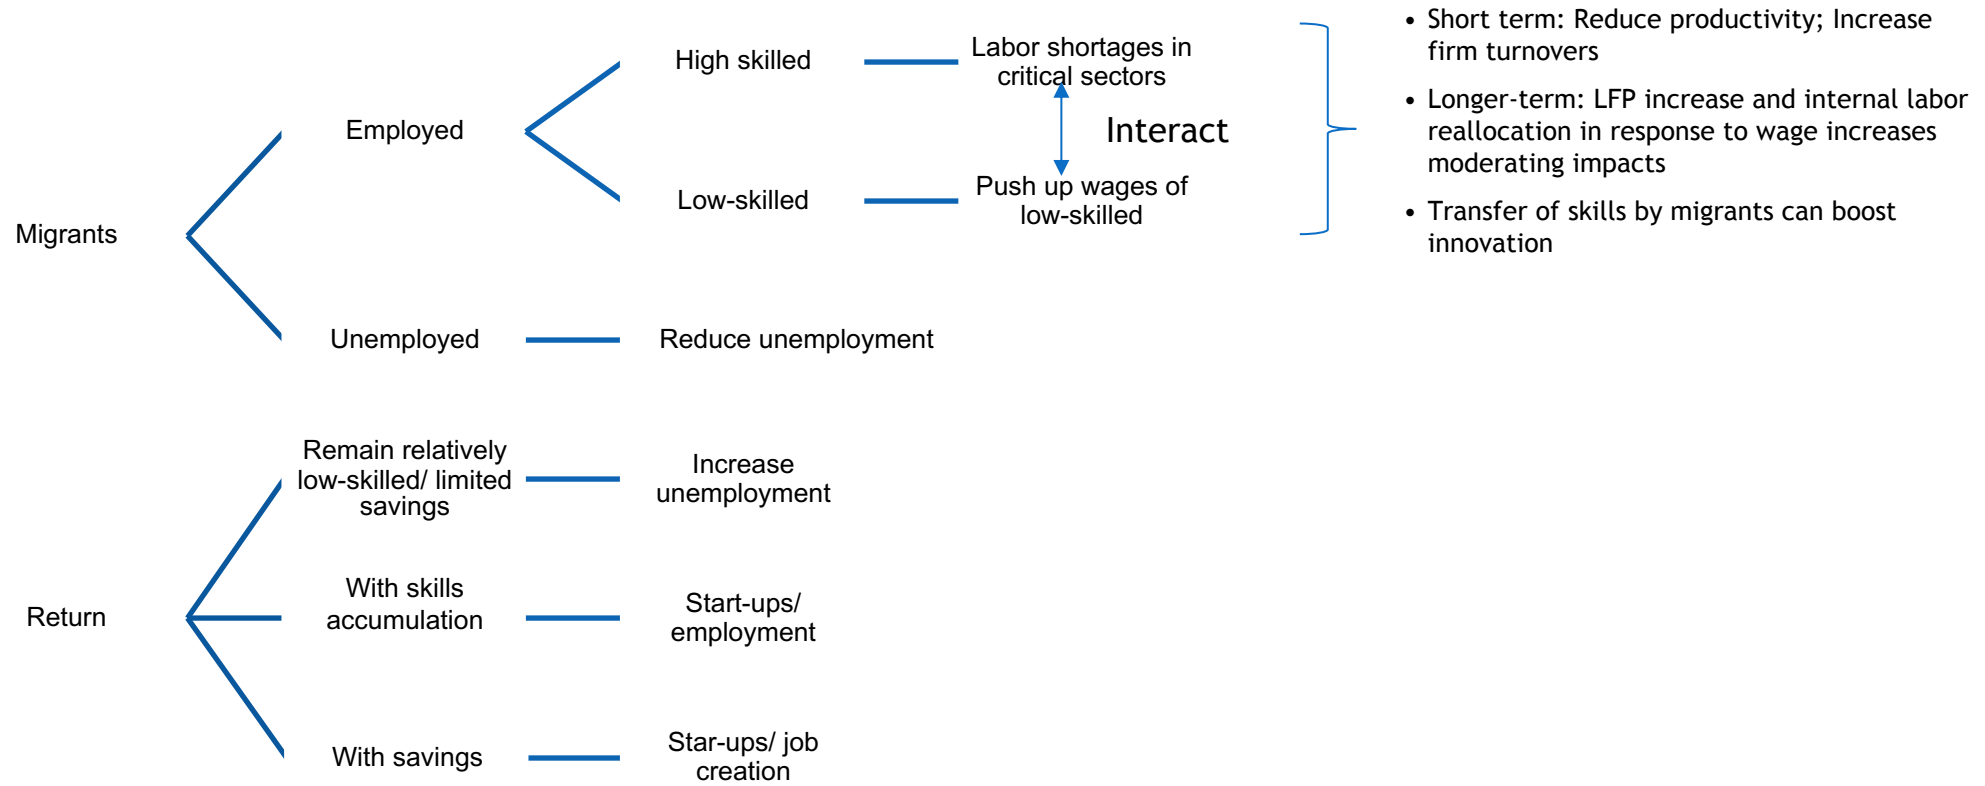 Migrants
Employed
High skilled
Labor shortages in
critical sectors
Interact
Low-skilled
Push up wages of
low-skilled
• Short term: Reduce productivity; Increase
firm turnovers
• Longer-term: LFP increase and internal labor
reallocation in response to wage increases
moderating impacts
• Transfer of skills by migrants can boost
innovation
Unemployed
Reduce unemployment
Return
Remain relatively
low-skilled/ limited
savings
Increase
unemployment
With skills
accumulation
Start-ups/
employment
With savings
Star-ups/ job
creation